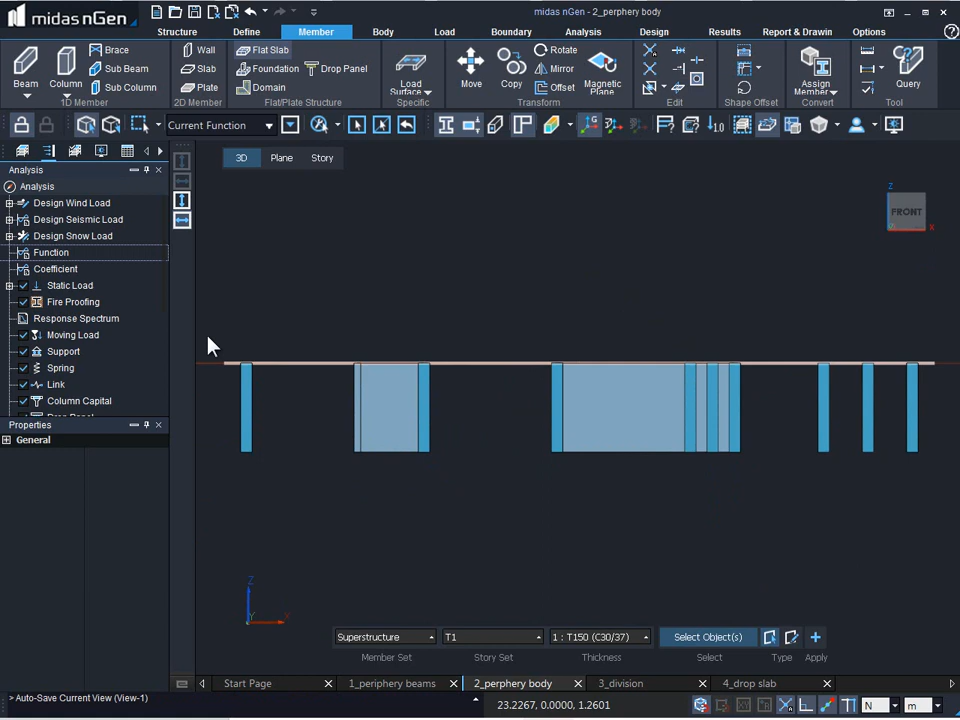 midas nGen
midas nGen - 2_perphery body
Structure Define Member Body Load Boundary Analysis Design Results Report & Drawin Options
Beam Column Brace Sub Beam Sub Column
1D Member
Wall Slab Plate
2D Member
Flat Slab Foundation Drop Panel Domain
Flat/Plate Structure
Load Surface
Specific
Move Copy Rotate Mirror Offset Magnetic Plane
Transform
Edit
Shape Offset
Assign Member
Convert
Query
Tool
Current Function
G
1.0
Analysis
Analysis
Design Wind Load
Design Seismic Load
Design Snow Load
Function
Coefficient
Static Load
Fire Proofing
Response Spectrum
Moving Load
Support
Spring
Link
Column Capital
Properties
General
3D Plane Story
Z
FRONT
X
Z
Y
X
Superstructure T1 1 : T150 (C30/37) Select Object(s)
Member Set Story Set Thickness Select Type Apply
Start Page 1_periphery beams 2_perphery body 3_division 4_drop slab
> Auto-Save Current View (View-1)
23.2267, 0.0000, 1.2601
N m